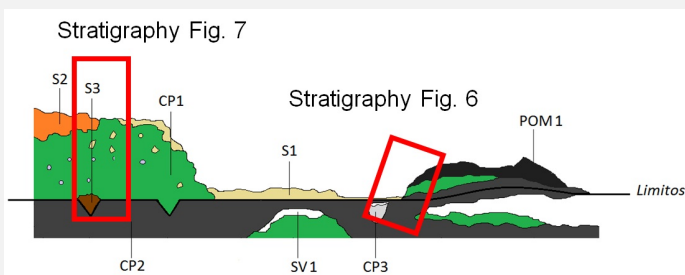 Stratigraphy Fig. 7
S2
S3
CP1
Stratigraphy Fig. 6
S1
POM 1
Limitos
CP2
SV 1
CP3